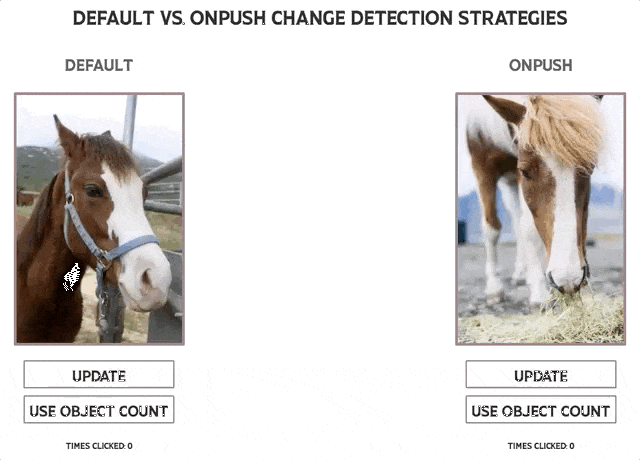 DEFAULT VS. ONPUSH CHANGE DETECTION STRATEGIES
DEFAULT
ONPUSH
UPDATE
UPDATE
USE OBJECT COUNT
USE OBJECT COUNT
TIMES CLICKED: 0
TIMES CLICKED: 0